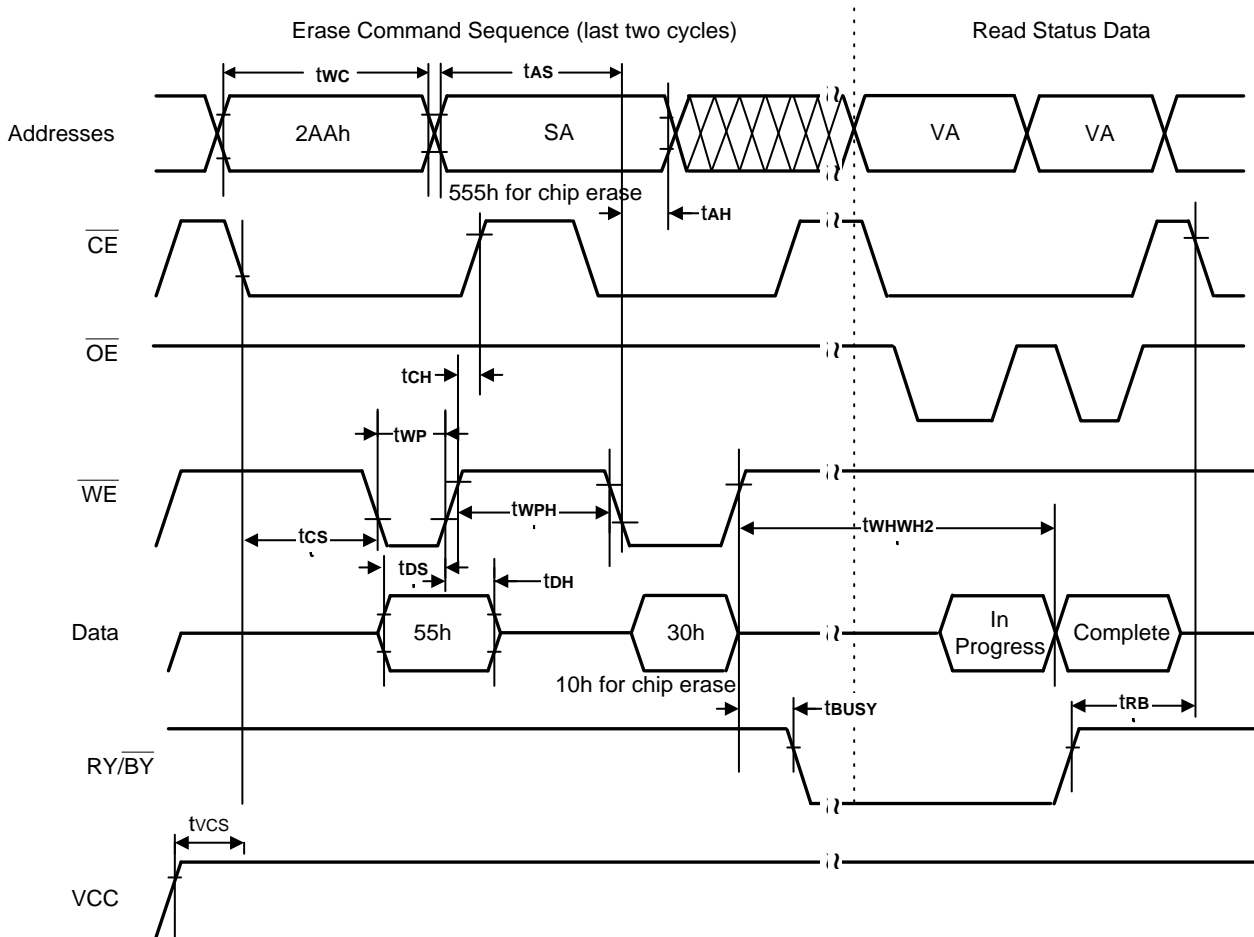 Erase Command Sequence (last two cycles)
Read Status Data
tWC
tAS
Addresses
2AAh
SA
VA
VA
555h for chip erase
tAH
CE
OE
tCH
tWP
WE
tWPH
tWHWH2
tCS
tDS
tDH
Data
55h
30h
In
Progress
Complete
10h for chip erase
tBUSY
tRB
RY/BY
tVCS
VCC